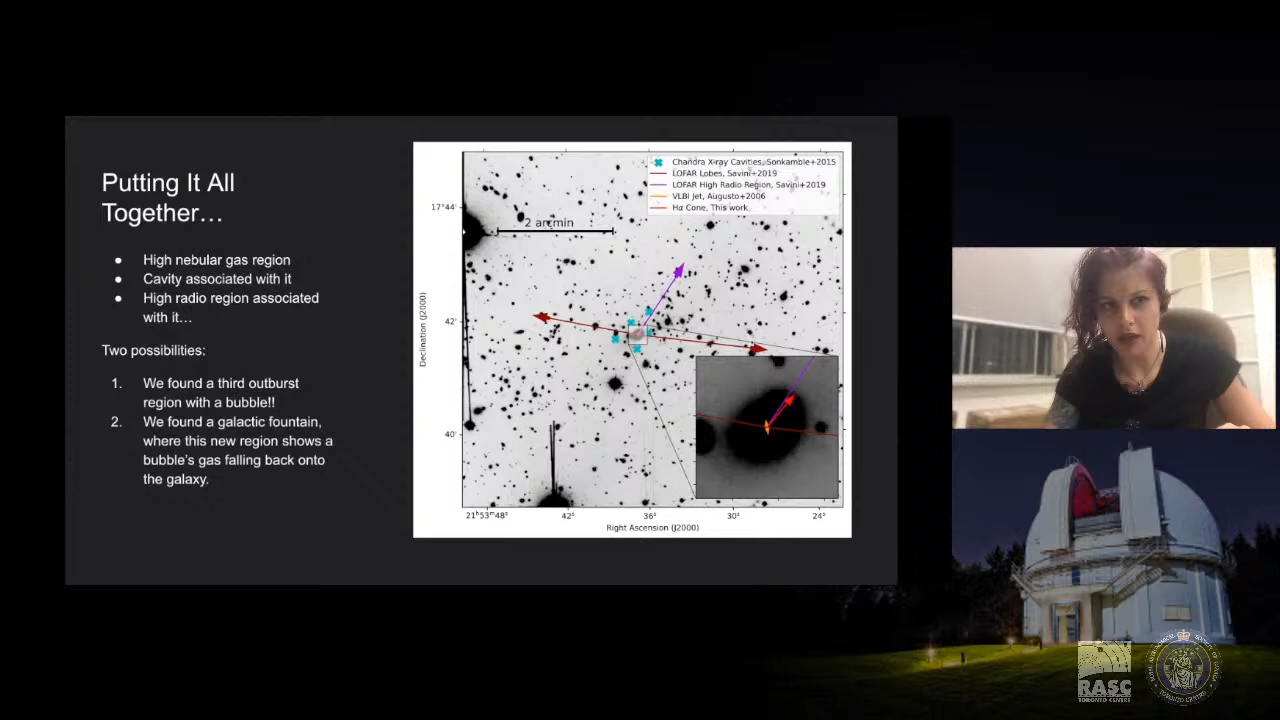 Putting It All
Together…
● High nebular gas region
● Cavity associated with it
● High radio region associated
with it…
Two possibilities:
1. We found a third outburst
region with a bubble!!
2. We found a galactic fountain,
where this new region shows a
bubble's gas falling back onto
the galaxy.
Chandra X-ray Cavities, Sonkamble+2015
LOFAR Lobes, Savini+2019
LOFAR High Radio Region, Savini+2019
VLBI Jet, Augusto+2006
Hα Cone, This work
2 arcmin
17°44'
42'
40'
Declination (J2000)
21ʰ53ᵐ48ˢ 42ˢ 36ˢ 30ˢ 24ˢ
Right Ascension (J2000)
RASC
TORONTO CENTRE